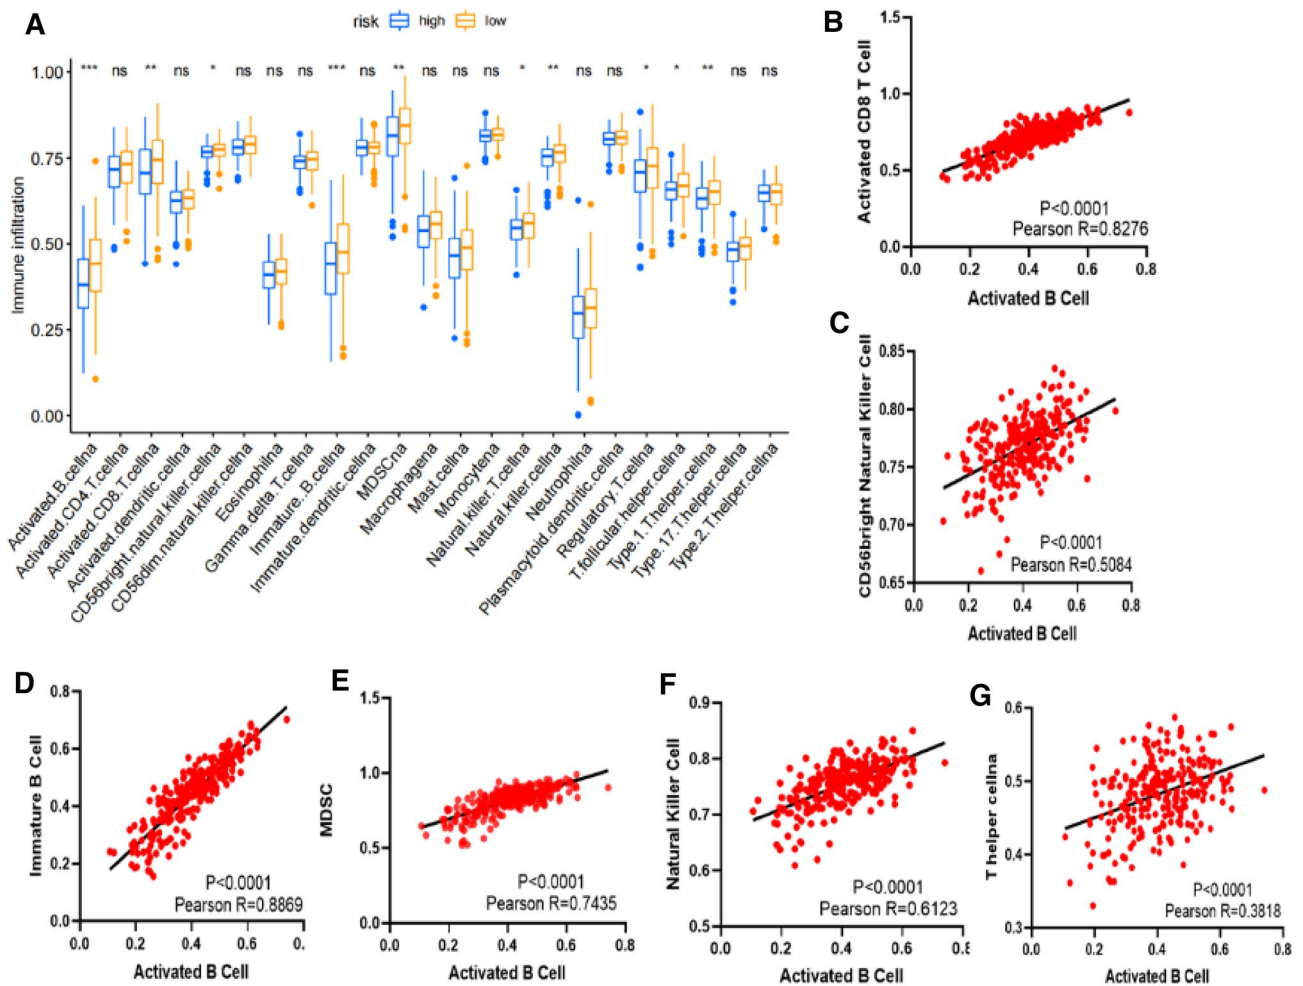 A
risk high low
Immune infiltration
1.00
0.75
0.50
0.25
0.00
*** ns ** ns * ns ns ns *** ns ** ns ns ns * ** ns ns * * ** ns ns
Activated.B.cellna
Activated.CD4.T.cellna
Activated.CD8.T.cellna
Activated.dendritic.cellna
CD56bright.natural.killer.cellna
CD56dim.natural.killer.cellna
Eosinophilna
Gamma.delta.T.cellna
Immature..B.cellna
Immature.dendritic.cellna
MDSCna
Macrophagena
Mast.cellna
Monocytena
Natural.killer.T.cellna
Natural.killer.cellna
Neutrophilna
Plasmacytoid.dendritic.cellna
Regulatory.T.cellna
T.follicular.helper.cellna
Type.1.T.helper.cellna
Type.17.T.helper.cellna
Type.2.T.helper.cellna
B
Activated CD8 T Cell
1.5
1.0
0.5
0.0
P<0.0001
Pearson R=0.8276
0.0 0.2 0.4 0.6 0.8
Activated B Cell
C
CD56bright Natural Killer Cell
0.85
0.80
0.75
0.70
0.65
P<0.0001
Pearson R=0.5084
0.0 0.2 0.4 0.6 0.8
Activated B Cell
D
Immature B Cell
0.8
0.6
0.4
0.2
0.0
P<0.0001
Pearson R=0.8869
0.0 0.2 0.4 0.6 0.
Activated B Cell
E
MDSC
1.5
1.0
0.5
0.0
P<0.0001
Pearson R=0.7435
0.0 0.2 0.4 0.6 0.8
Activated B Cell
F
Natural Killer Cell
0.9
0.8
0.7
0.6
0.5
P<0.0001
Pearson R=0.6123
0.0 0.2 0.4 0.6 0.8
Activated B Cell
G
T helper cellna
0.6
0.5
0.4
0.3
P<0.0001
Pearson R=0.3818
0.0 0.2 0.4 0.6 0.8
Activated B Cell